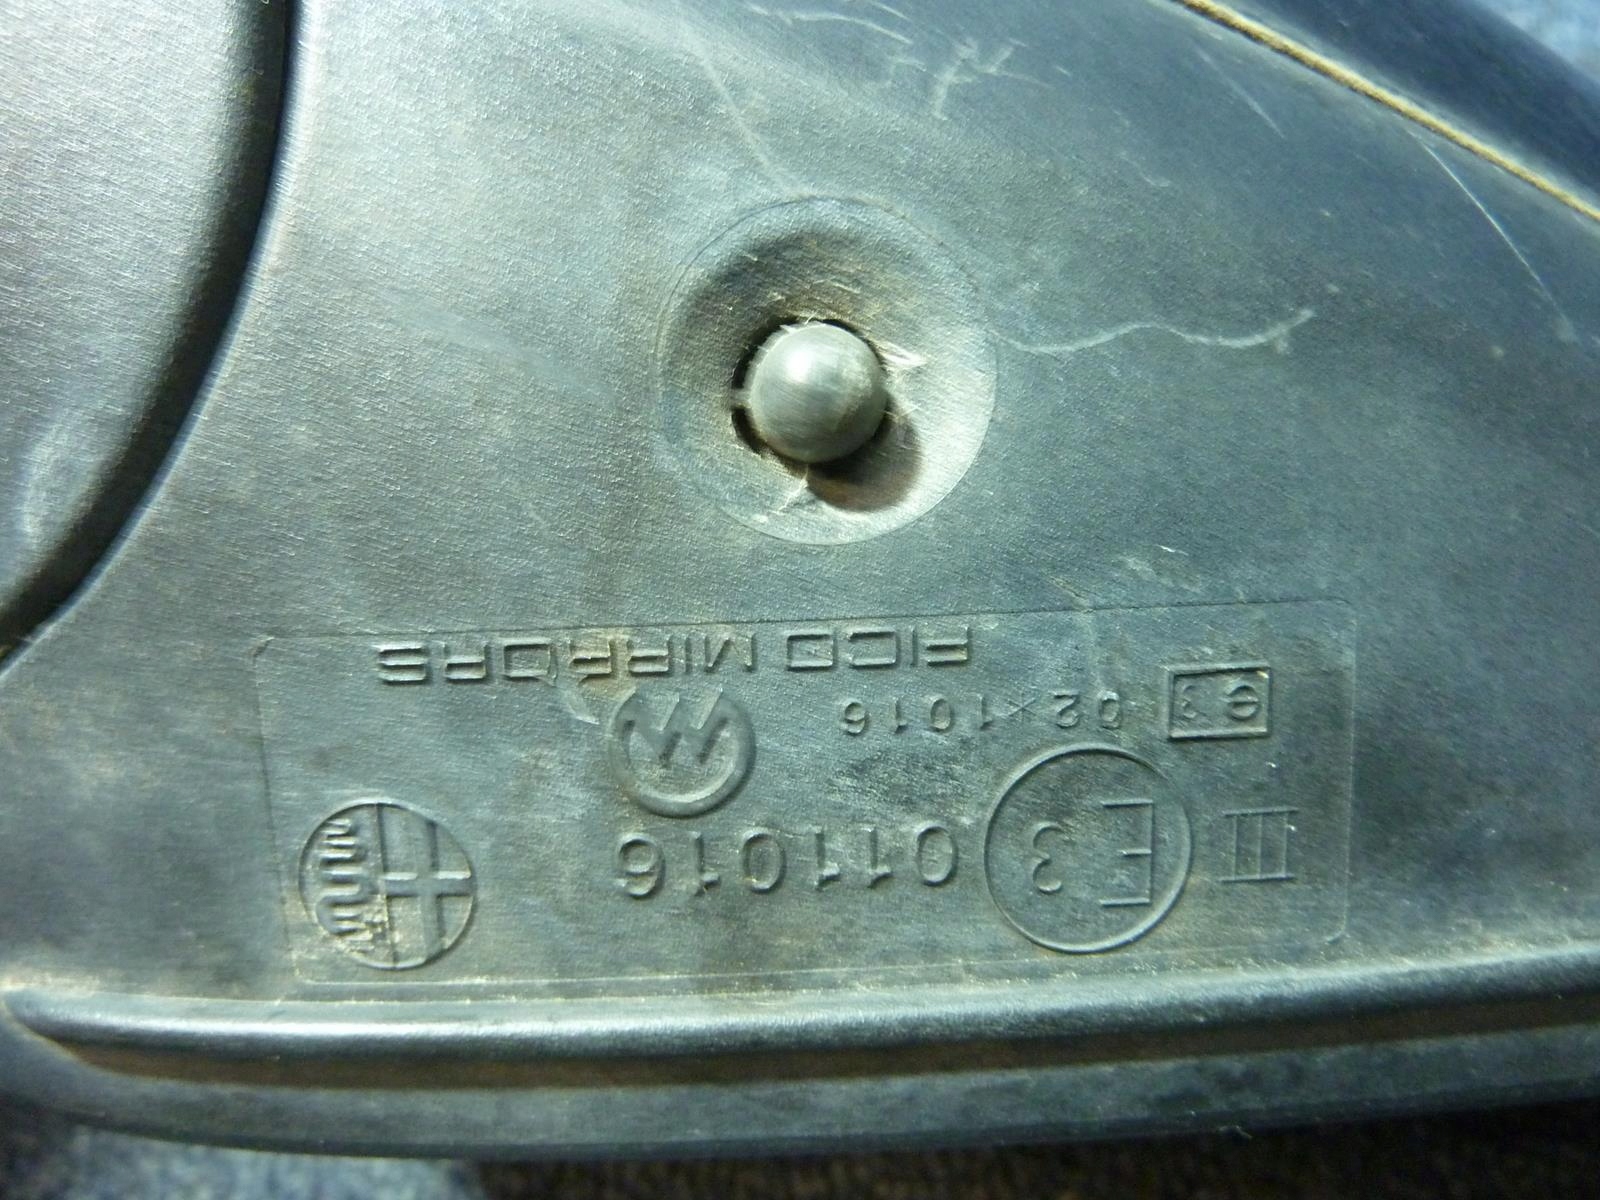 III E3 011016
e3 02*1016
FICO MIRRORS